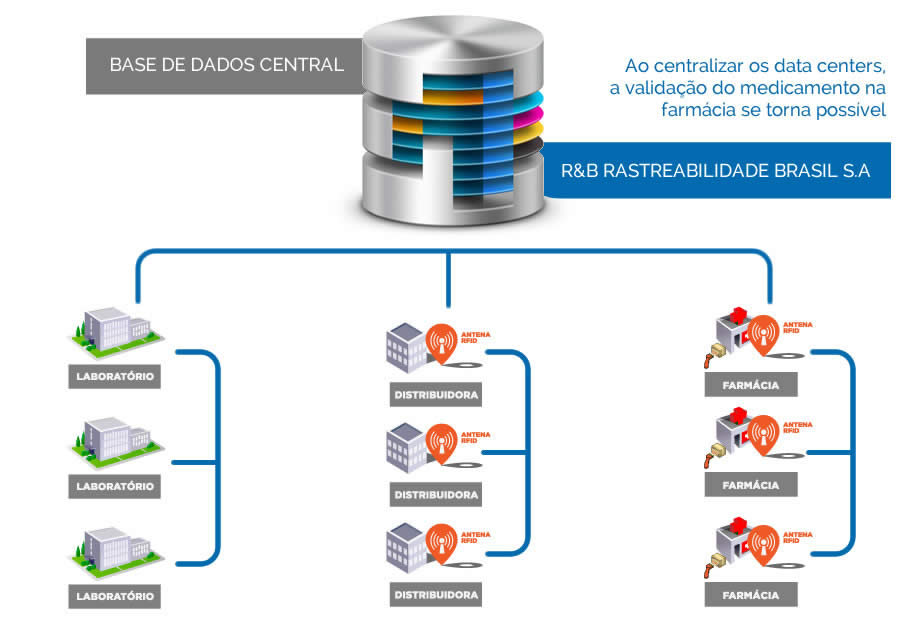 BASE DE DADOS CENTRAL
Ao centralizar os data centers,
a validação do medicamento na
farmácia se torna possível
R&B RASTREABILIDADE BRASIL S.A
LABORATÓRIO
LABORATÓRIO
LABORATÓRIO
ANTENA
RFID
DISTRIBUIDORA
ANTENA
RFID
DISTRIBUIDORA
ANTENA
RFID
DISTRIBUIDORA
ANTENA
RFID
FARMÁCIA
ANTENA
RFID
FARMÁCIA
ANTENA
RFID
FARMÁCIA